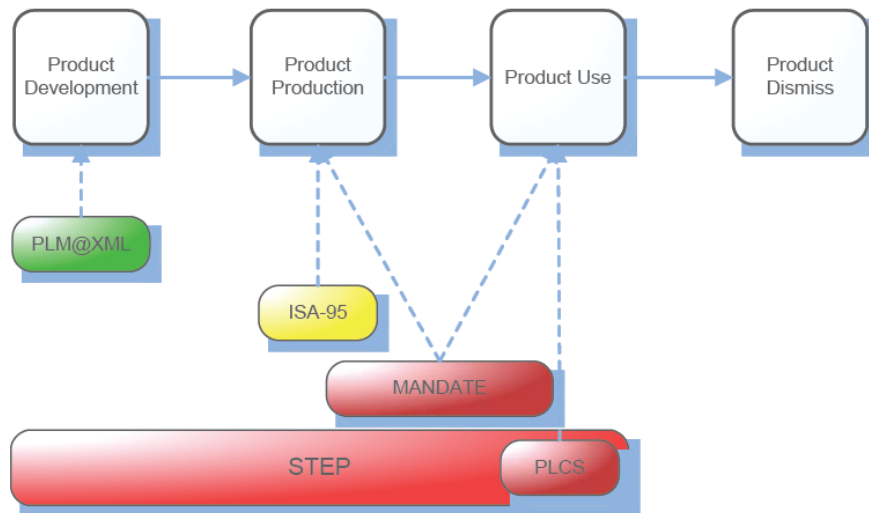 Product
Development
Product
Production
Product Use
Product
Dismiss
PLM@XML
ISA-95
MANDATE
STEP
PLCS